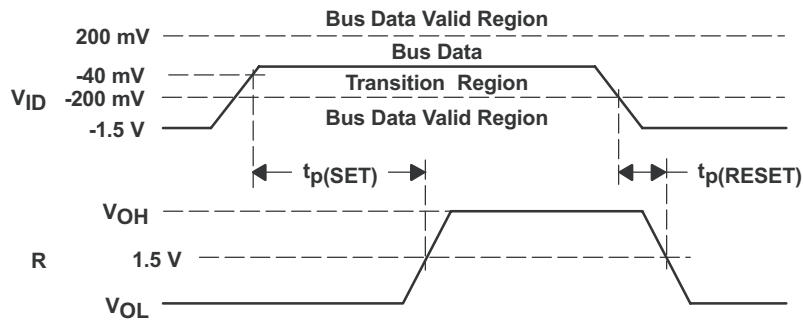 Bus Data Valid Region
200 mV
Bus Data
-40 mV
Transition Region
VID
-200 mV
Bus Data Valid Region
-1.5 V
tp(SET)
tp(RESET)
VOH
R
1.5 V
VOL